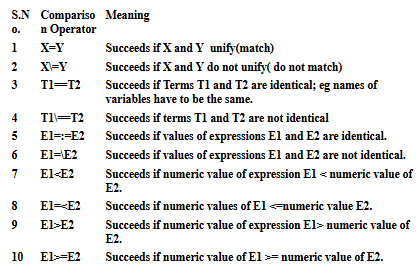 S.N Compariso Meaning
o. n Operator
1 X=Y Succeeds if X and Y unify(match)
2 X\=Y Succeeds if X and Y do not unify( do not match)
3 T1==T2 Succeeds if Terms T1 and T2 are identical; eg names of
variables have to be the same.
4 T1\==T2 Succeeds if terms T1 and T2 are not identical
5 E1=:=E2 Succeeds if values of expressions E1 and E2 are identical.
6 E1=\E2 Succeeds if values of expressions E1 and E2 are not identical.
7 E1<E2 Succeeds if numeric value of expression E1 < numeric value of
E2.
8 E1=<E2 Succeeds if numeric values of E1 <=numeric value E2.
9 E1>E2 Succeeds if numeric value of expression E1> numeric value of
E2.
10 E1>=E2 Succeeds if numeric value of E1 >= numeric value of E2.